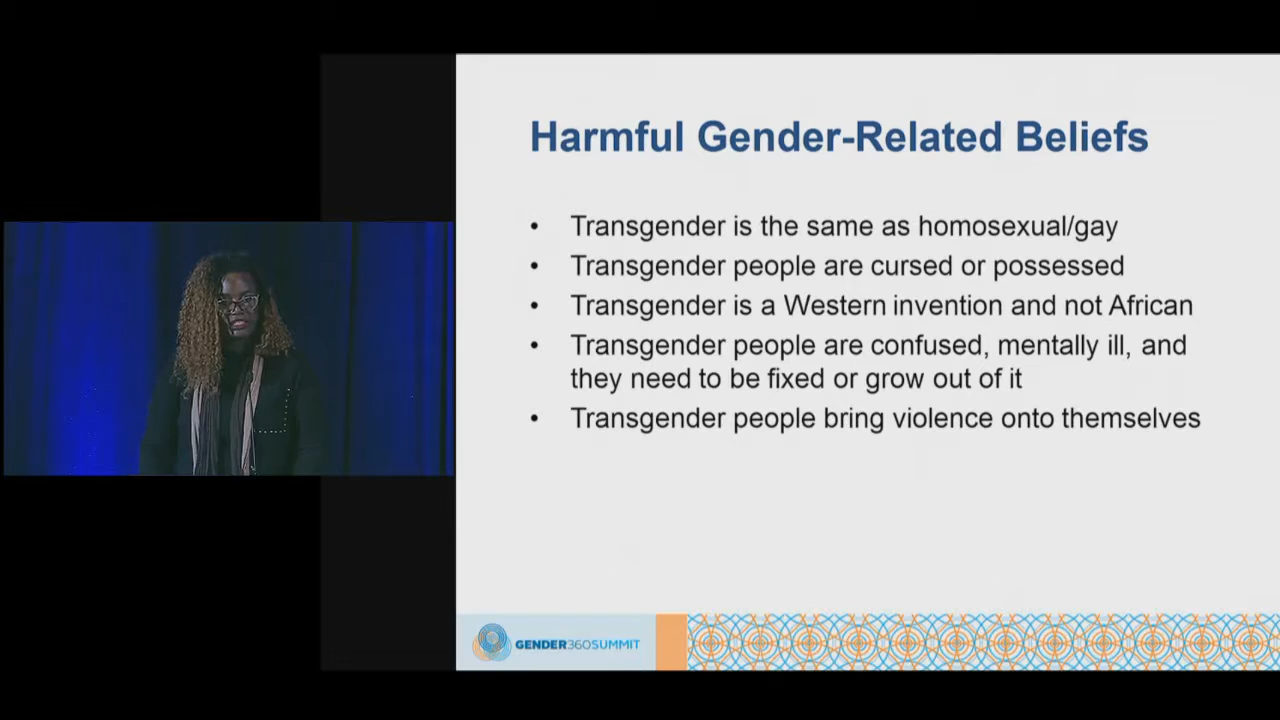 Harmful Gender-Related Beliefs
• Transgender is the same as homosexual/gay
• Transgender people are cursed or possessed
• Transgender is a Western invention and not African
• Transgender people are confused, mentally ill, and
they need to be fixed or grow out of it
• Transgender people bring violence onto themselves
GENDER360SUMMIT